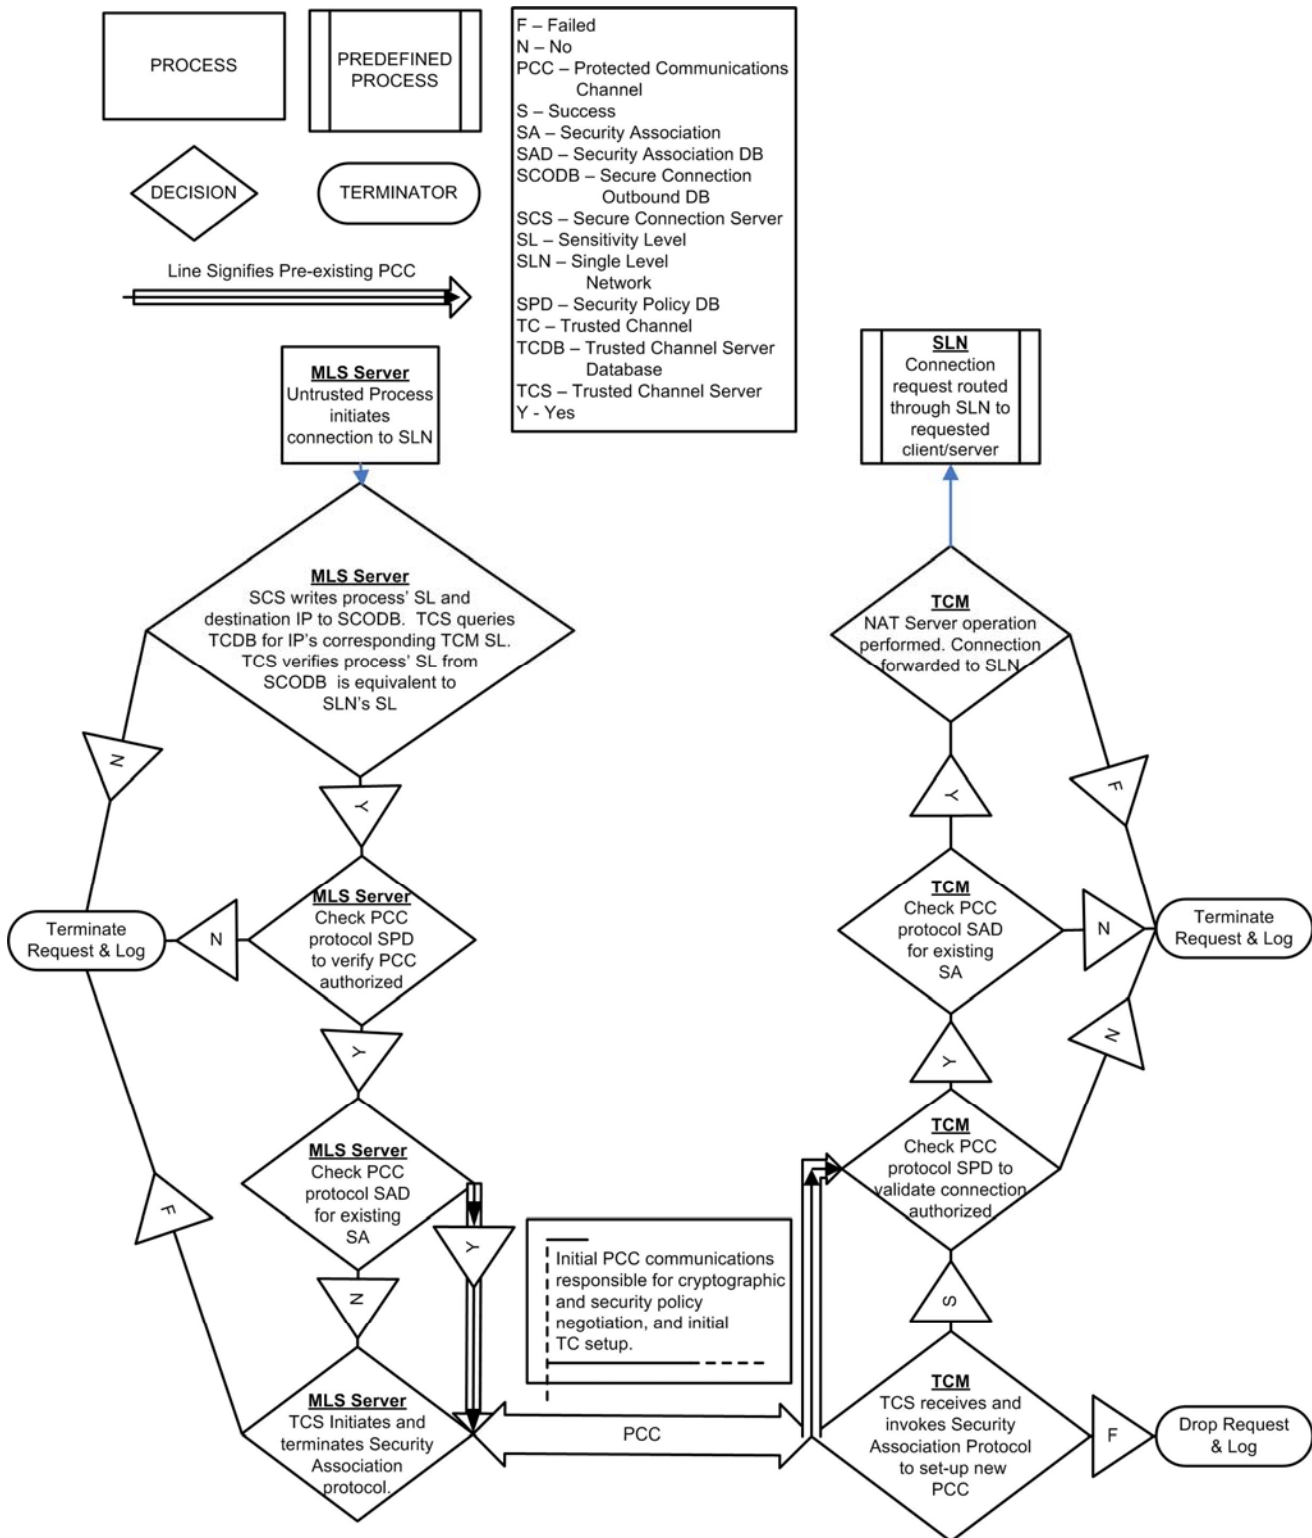 PROCESS
PREDEFINED
PROCESS
DECISION
TERMINATOR
Line Signifies Pre-existing PCC
F – Failed
N – No
PCC – Protected Communications
Channel
S – Success
SA – Security Association
SAD – Security Association DB
SCODB – Secure Connection
Outbound DB
SCS – Secure Connection Server
SL – Sensitivity Level
SLN – Single Level
Network
SPD – Security Policy DB
TC – Trusted Channel
TCDB – Trusted Channel Server
Database
TCS – Trusted Channel Server
Y - Yes
MLS Server
Untrusted Process
initiates
connection to SLN
MLS Server
SCS writes process' SL and
destination IP to SCODB. TCS queries
TCDB for IP's corresponding TCM SL.
TCS verifies process' SL from
SCODB is equivalent to
SLN's SL
N
Y
MLS Server
Check PCC
protocol SPD
to verify PCC
authorized
N
Terminate
Request & Log
Y
MLS Server
Check PCC
protocol SAD
for existing
SA
Y
N
F
MLS Server
TCS Initiates and
terminates Security
Association
protocol.
Initial PCC communications
responsible for cryptographic
and security policy
negotiation, and initial
TC setup.
PCC
SLN
Connection
request routed
through SLN to
requested
client/server
TCM
NAT Server operation
performed. Connection
forwarded to SLN
F
Y
TCM
Check PCC
protocol SAD
for existing
SA
N
Terminate
Request & Log
Y
N
TCM
Check PCC
protocol SPD to
validate connection
authorized
S
TCM
TCS receives and
invokes Security
Association Protocol
to set-up new
PCC
F
Drop Request
& Log